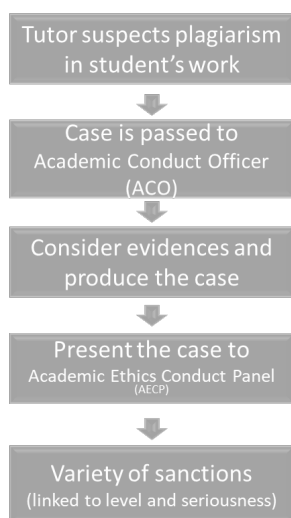 Tutor suspects plagiarism
in student's work
Case is passed to
Academic Conduct Officer
(ACO)
Consider evidences and
produce the case
Present the case to
Academic Ethics Conduct Panel
(AECP)
Variety of sanctions
(linked to level and seriousness)